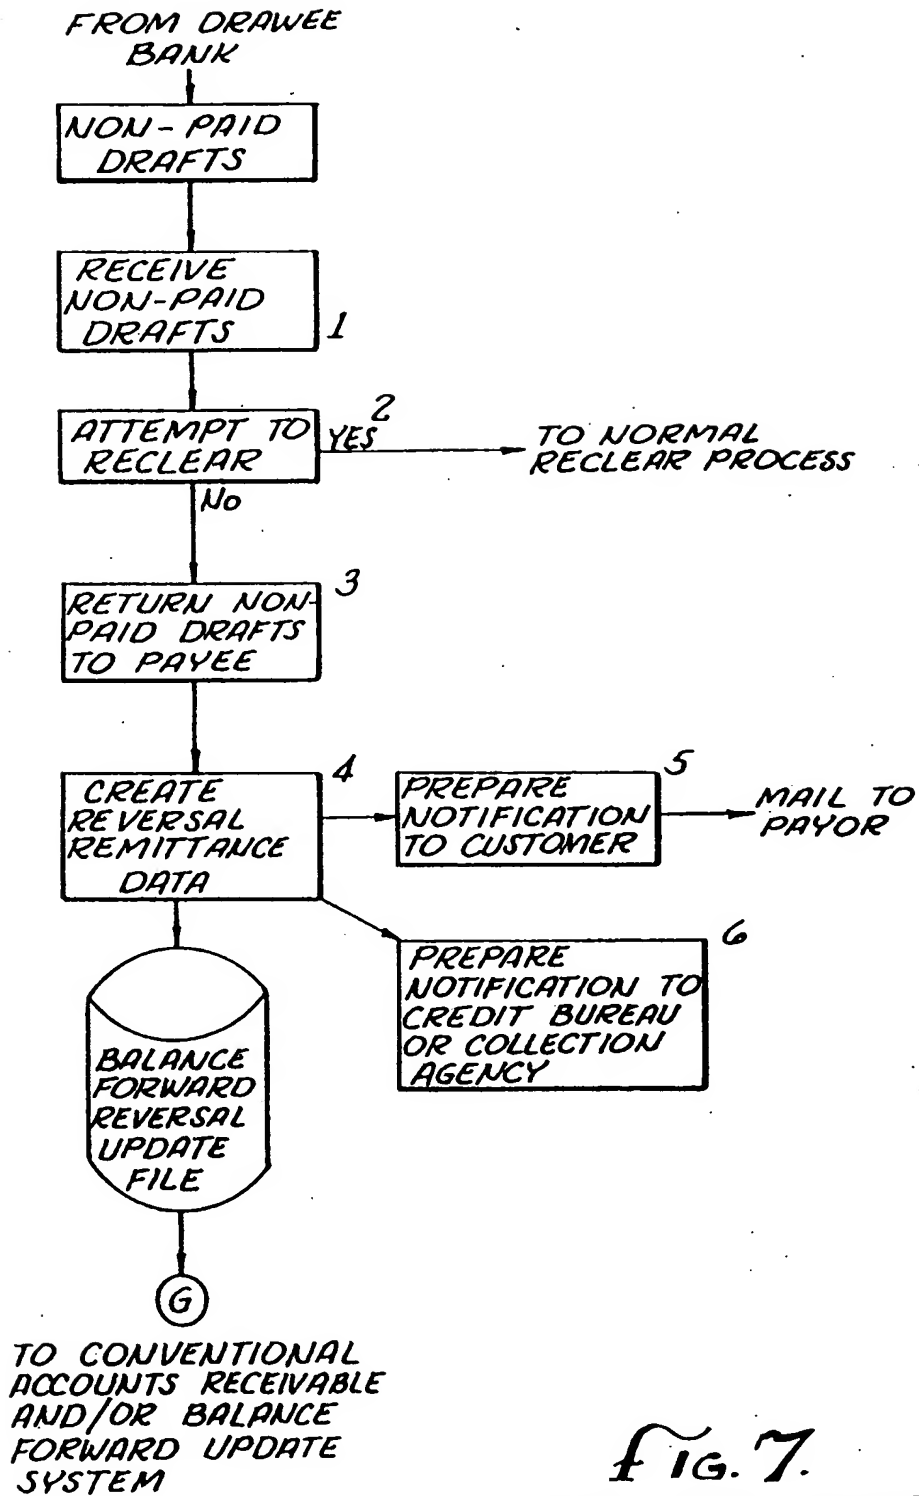 FROM DRAWEE
BANK
NON-PAID
DRAFTS
RECEIVE
NON-PAID
DRAFTS
1
ATTEMPT TO
RECLEAR
2
YES
TO NORMAL
RECLEAR PROCESS
No
RETURN NON-
PAID DRAFTS
TO PAYEE
3
CREATE
REVERSAL
REMITTANCE
DATA
4
PREPARE
NOTIFICATION
TO CUSTOMER
5
MAIL TO
PAYOR
PREPARE
NOTIFICATION TO
CREDIT BUREAU
OR COLLECTION
AGENCY
6
BALANCE
FORWARD
REVERSAL
UPDATE
FILE
G
TO CONVENTIONAL
ACCOUNTS RECEIVABLE
AND/OR BALANCE
FORWARD UPDATE
SYSTEM
FIG. 7.